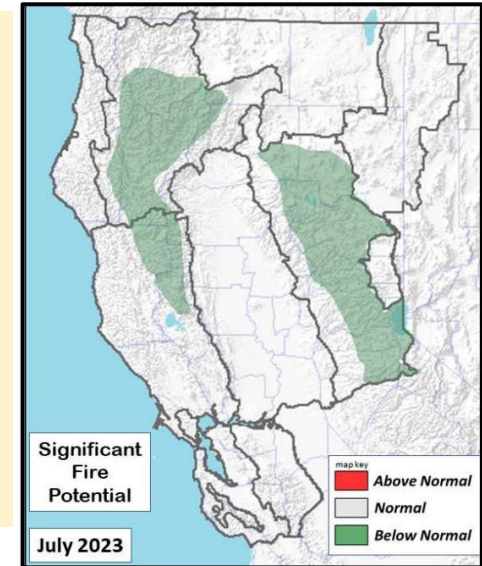 Significant
Fire
Potential
July 2023
map key
Above Normal
Normal
Below Normal